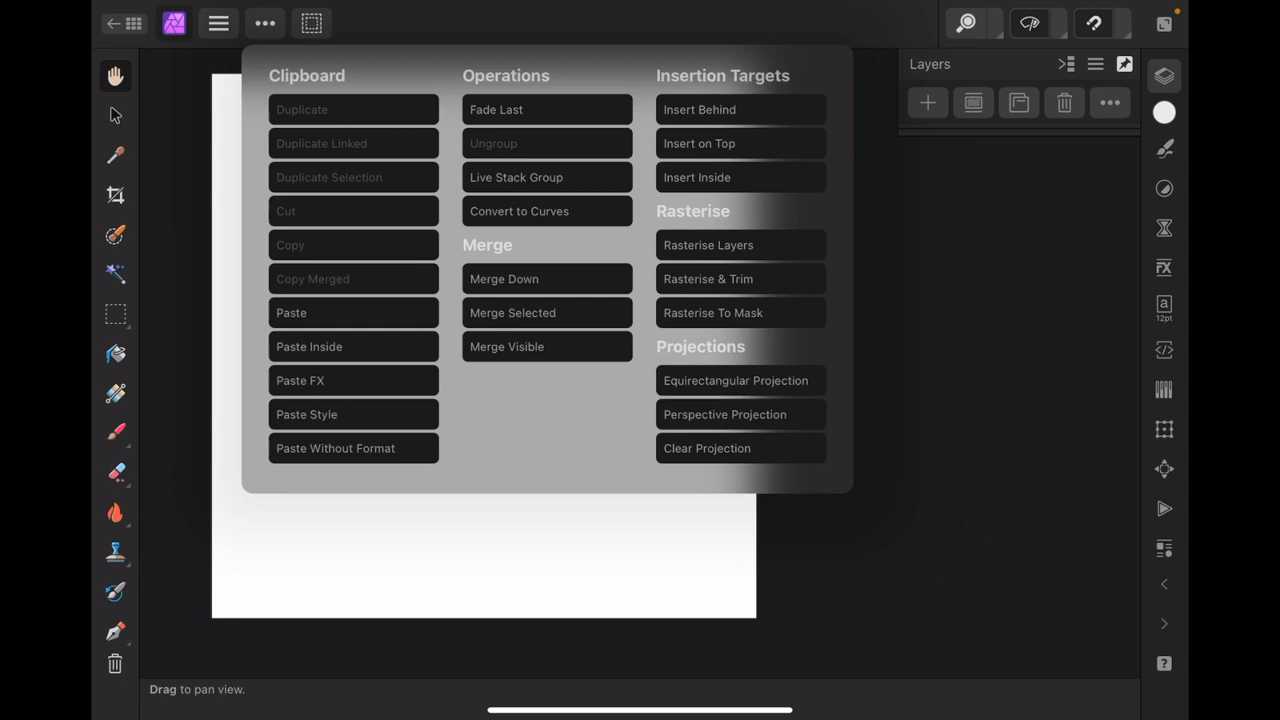 Layers
Clipboard
Duplicate
Duplicate Linked
Duplicate Selection
Cut
Copy
Copy Merged
Paste
Paste Inside
Paste FX
Paste Style
Paste Without Format
Operations
Fade Last
Ungroup
Live Stack Group
Convert to Curves
Merge
Merge Down
Merge Selected
Merge Visible
Insertion Targets
Insert Behind
Insert on Top
Insert Inside
Rasterise
Rasterise Layers
Rasterise & Trim
Rasterise To Mask
Projections
Equirectangular Projection
Perspective Projection
Clear Projection
FX
a
12pt
?
Drag to pan view.